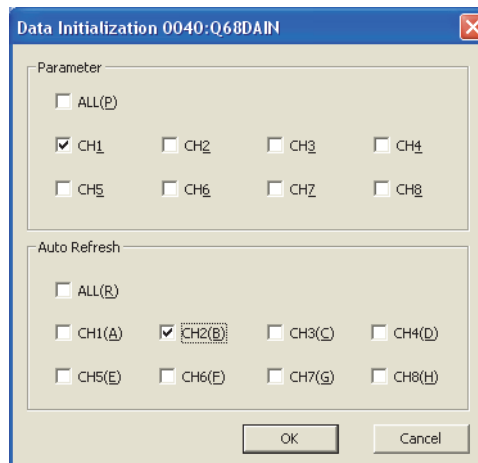 Data Initialization 0040:Q68DAIN
Parameter
ALL(P)
CH1 CH2 CH3 CH4
CH5 CH6 CH7 CH8
Auto Refresh
ALL(R)
CH1(A) CH2(B) CH3(C) CH4(D)
CH5(E) CH6(F) CH7(G) CH8(H)
OK Cancel